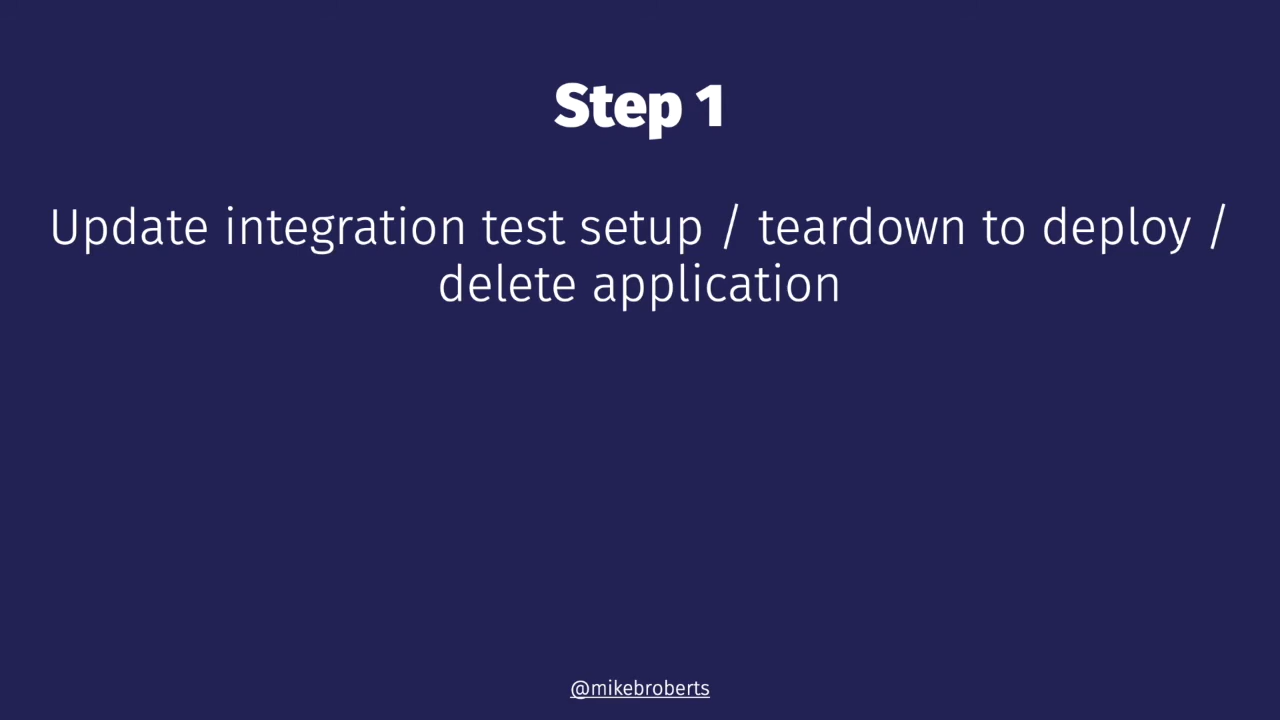 Step 1
Update integration test setup / teardown to deploy /
delete application
@mikebroberts